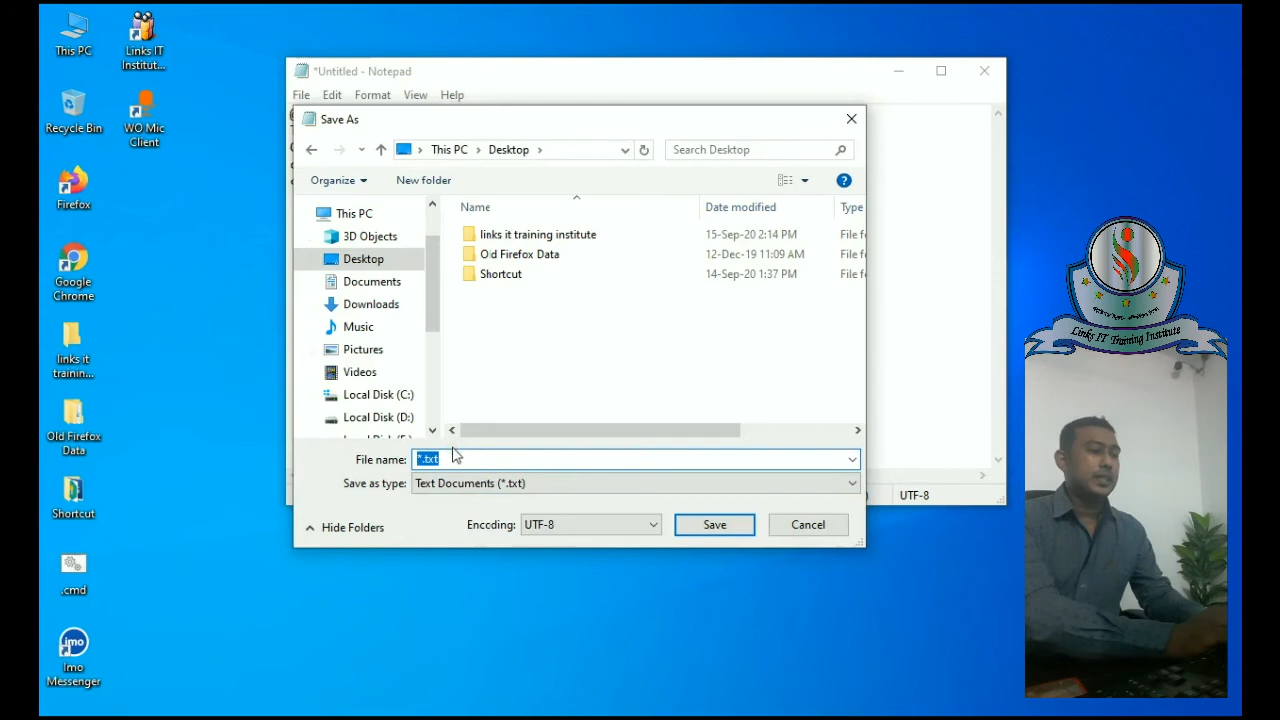 This PC
Links IT
Institut...
Recycle Bin
WO Mic
Client
Firefox
Google
Chrome
links it
trainin...
Old Firefox
Data
Shortcut
.cmd
imo
Imo
Messenger
*Untitled - Notepad
File Edit Format View Help
Save As
This PC > Desktop >
Search Desktop
Organize
New folder
This PC
3D Objects
Desktop
Documents
Downloads
Music
Pictures
Videos
Local Disk (C:)
Local Disk (D:)
Name Date modified Type
links it training institute 15-Sep-20 2:14 PM File f
Old Firefox Data 12-Dec-19 11:09 AM File f
Shortcut 14-Sep-20 1:37 PM File f
File name: *.txt
Save as type: Text Documents (*.txt)
Hide Folders
Encoding: UTF-8
Save
Cancel
UTF-8
Links IT Training Institute